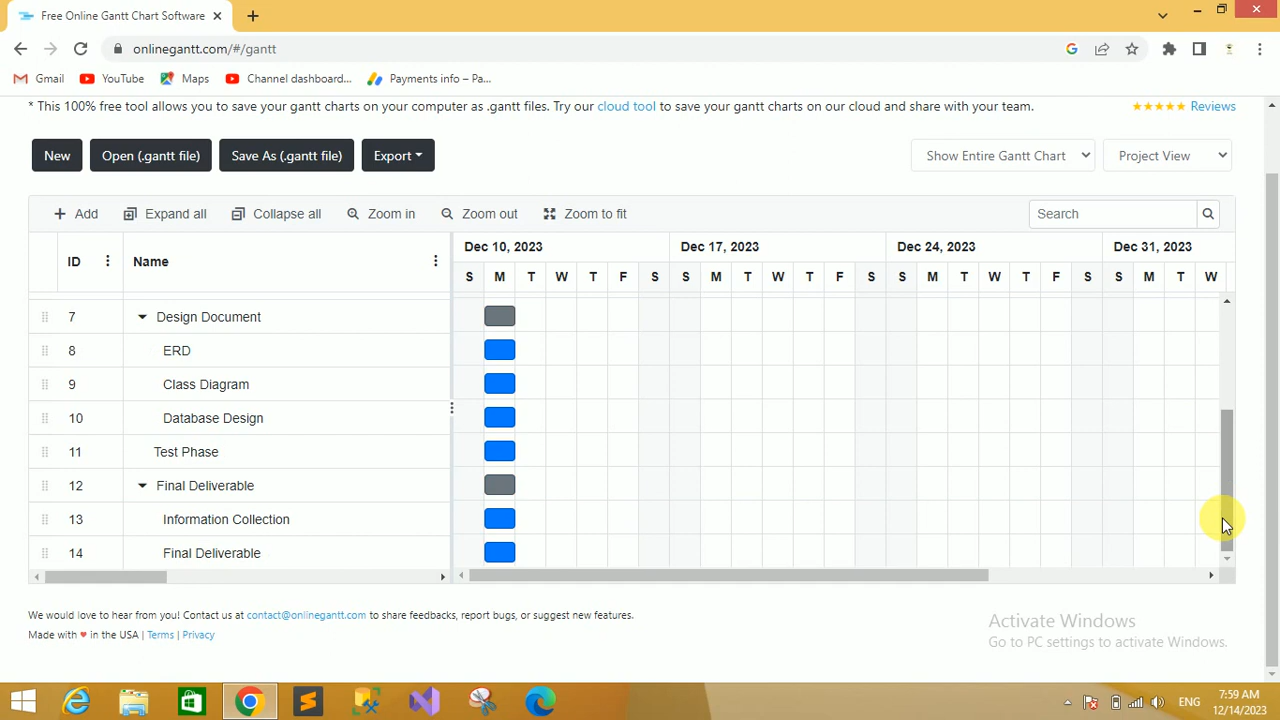 Free Online Gantt Chart Software
onlinegantt.com/#/gantt
Gmail YouTube Maps Channel dashboard... Payments info – Pa...
* This 100% free tool allows you to save your gantt charts on your computer as .gantt files. Try our cloud tool to save your gantt charts on our cloud and share with your team. ★★★★★ Reviews
New Open (.gantt file) Save As (.gantt file) Export Show Entire Gantt Chart Project View
Add Expand all Collapse all Zoom in Zoom out Zoom to fit Search
Dec 10, 2023 Dec 17, 2023 Dec 24, 2023 Dec 31, 2023
ID Name
S M T W T F S S M T W T F S S M T W T F S S M T W
7 Design Document
8 ERD
9 Class Diagram
10 Database Design
11 Test Phase
12 Final Deliverable
13 Information Collection
14 Final Deliverable
We would love to hear from you! Contact us at contact@onlinegantt.com to share feedbacks, report bugs, or suggest new features.
Made with ♥ in the USA | Terms | Privacy
Activate Windows
Go to PC settings to activate Windows.
ENG
7:59 AM
12/14/2023